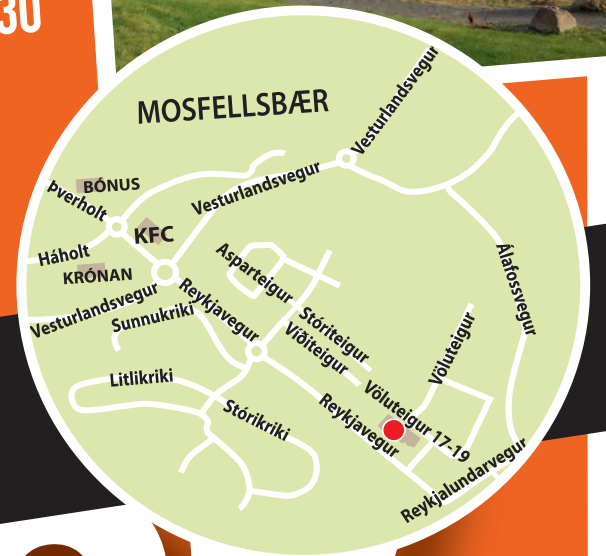 30
MOSFELLSBÆR
Vesturlandsvegur
BÓNUS
Þverholt
Vesturlandsvegur
KFC
Háholt
KRÓNAN
Asparteigur
Álafossvegur
Vesturlandsvegur
Reykjavegur
Sunnukriki
Stóriteigur
Víðiteigur
Völuteigur
Litlikriki
Stórikriki
Völuteigur 17-19
Reykjavegur
Reykjalundarvegur